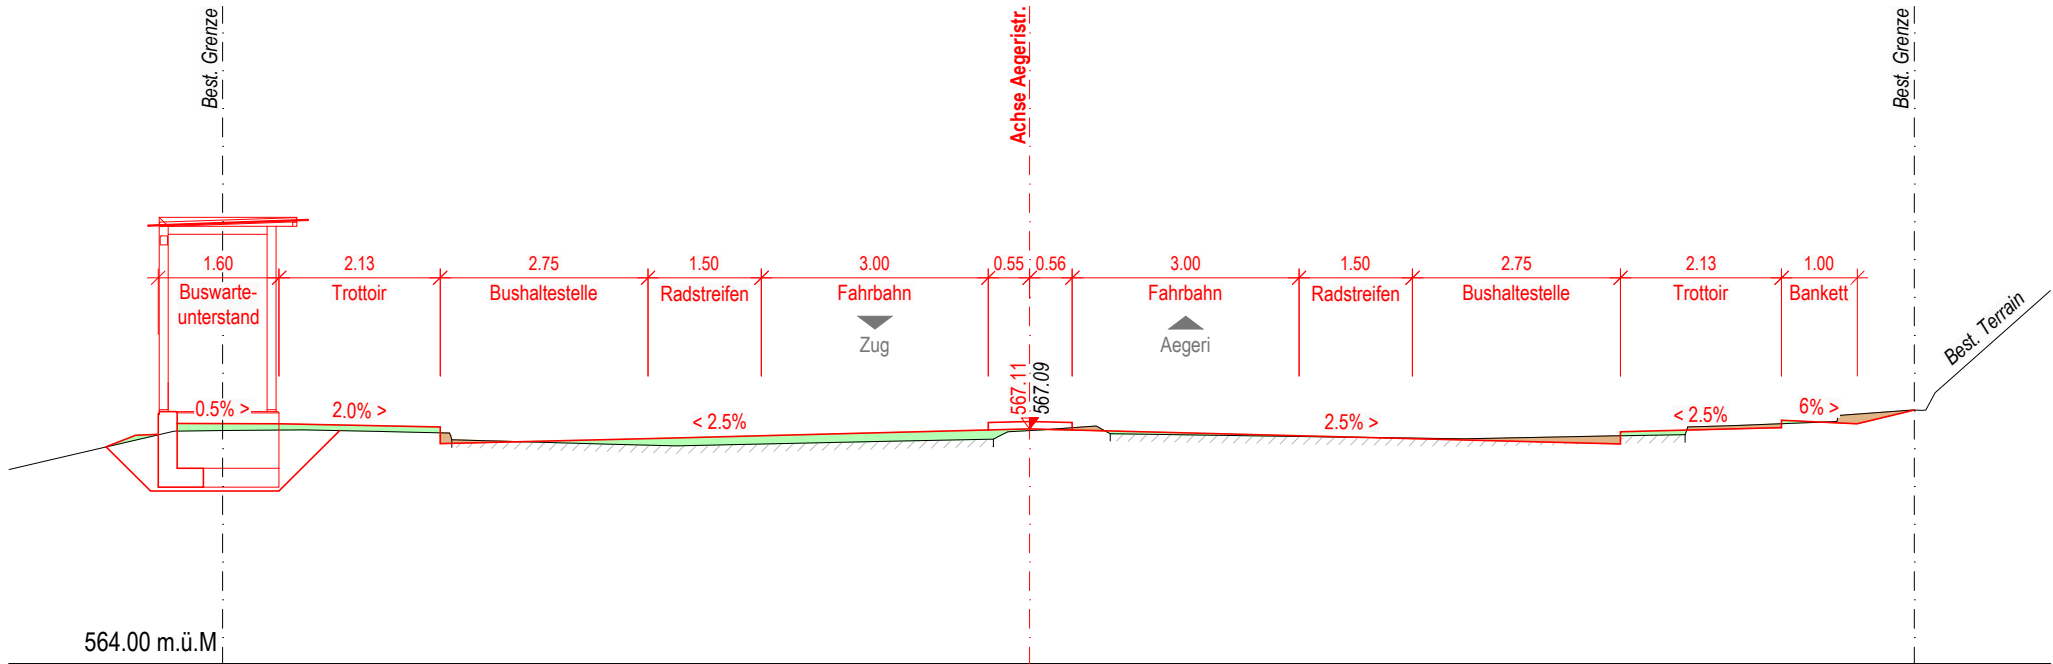 Best. Grenze
Achse Aegeristr.
Best. Grenze
1.60
2.13
2.75
1.50
3.00
0.55
0.56
3.00
1.50
2.75
2.13
1.00
Buswarte-
unterstand
Trottoir
Bushaltestelle
Radstreifen
Fahrbahn
Fahrbahn
Radstreifen
Bushaltestelle
Trottoir
Bankett
Zug
Aegeri
Best. Terrain
567.11
567.09
0.5% >
2.0% >
< 2.5%
2.5% >
< 2.5%
6% >
564.00 m.ü.M